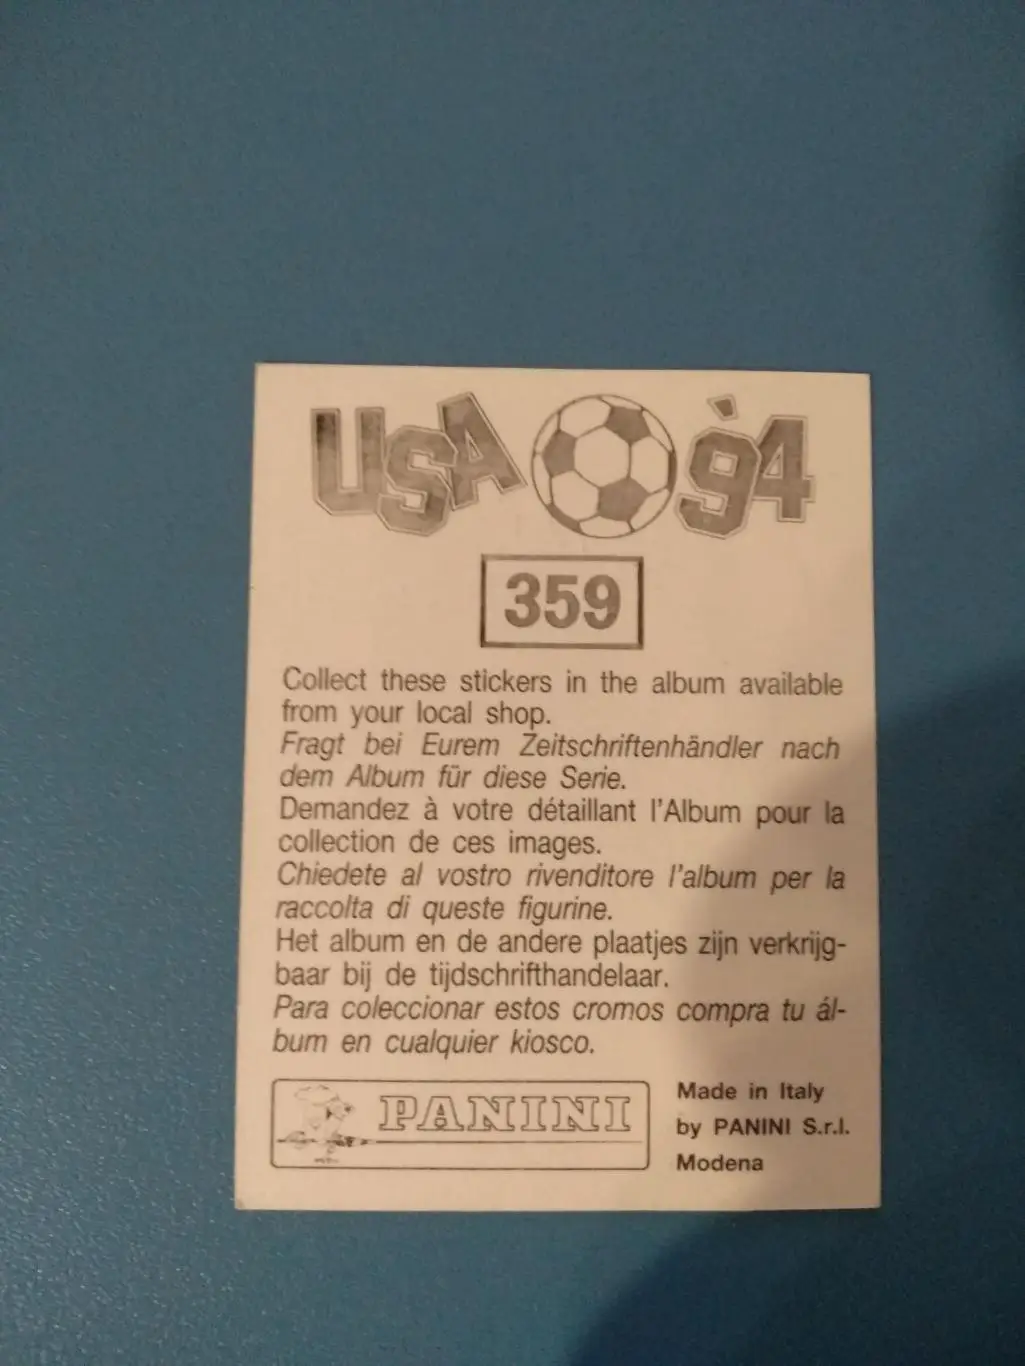 USA '94
359
Collect these stickers in the album available
from your local shop.
Fragt bei Eurem Zeitschriftenhändler nach
dem Album für diese Serie.
Demandez à votre détaillant l'Album pour la
collection de ces images.
Chiedete al vostro rivenditore l'album per la
raccolta di queste figurine.
Het album en de andere plaatjes zijn verkrijg-
baar bij de tijdschrifthandelaar.
Para coleccionar estos cromos compra tu ál-
bum en cualquier kiosco.
PANINI
Made in Italy
by PANINI S.r.l.
Modena